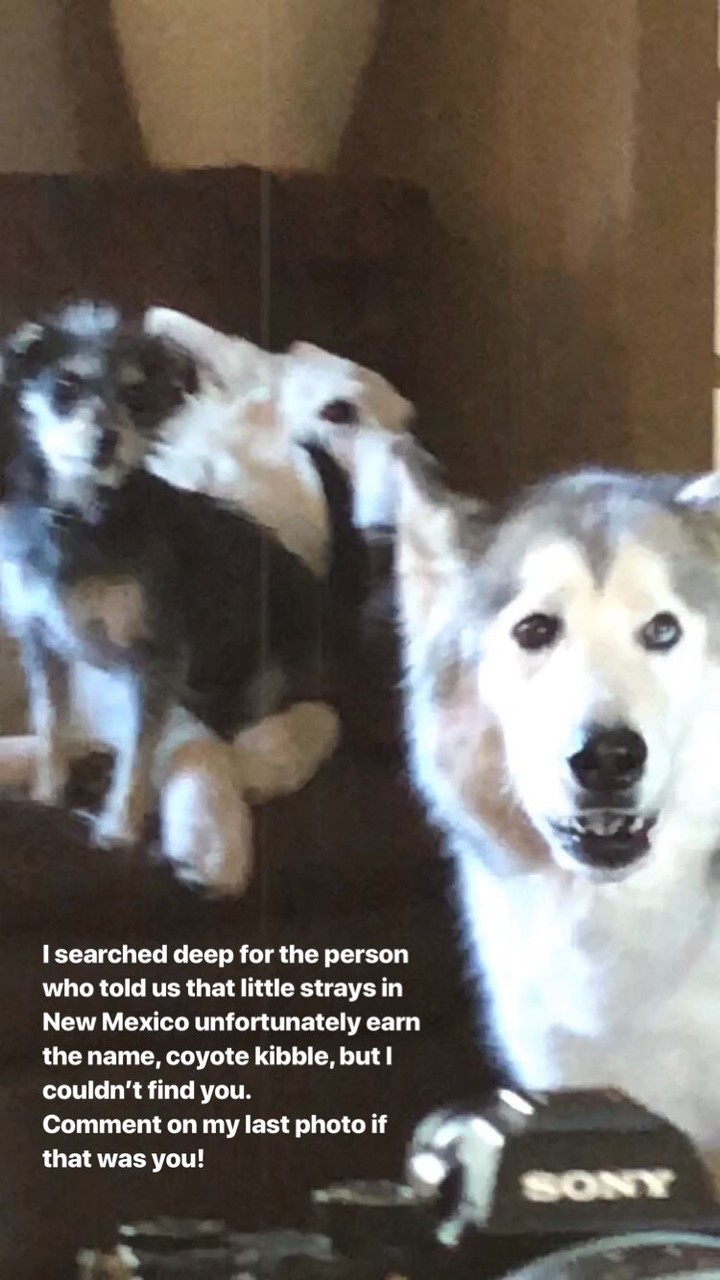 I searched deep for the person
who told us that little strays in
New Mexico unfortunately earn
the name, coyote kibble, but I
couldn’t find you.
Comment on my last photo if
that was you!
SONY